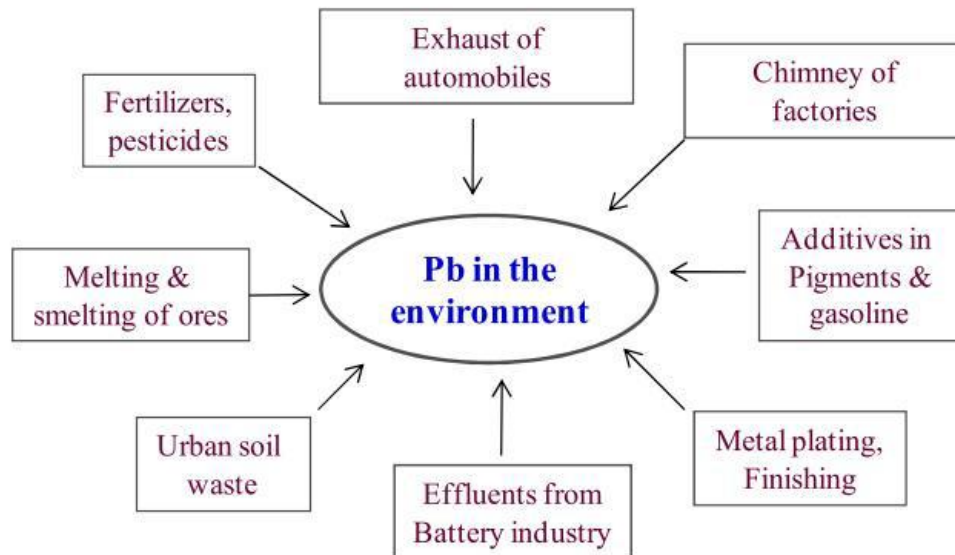 Exhaust of
automobiles
Chimney of
factories
Fertilizers,
pesticides
Additives in
Pigments &
gasoline
Pb in the
environment
Melting &
smelting of ores
Urban soil
waste
Metal plating,
Finishing
Effluents from
Battery industry